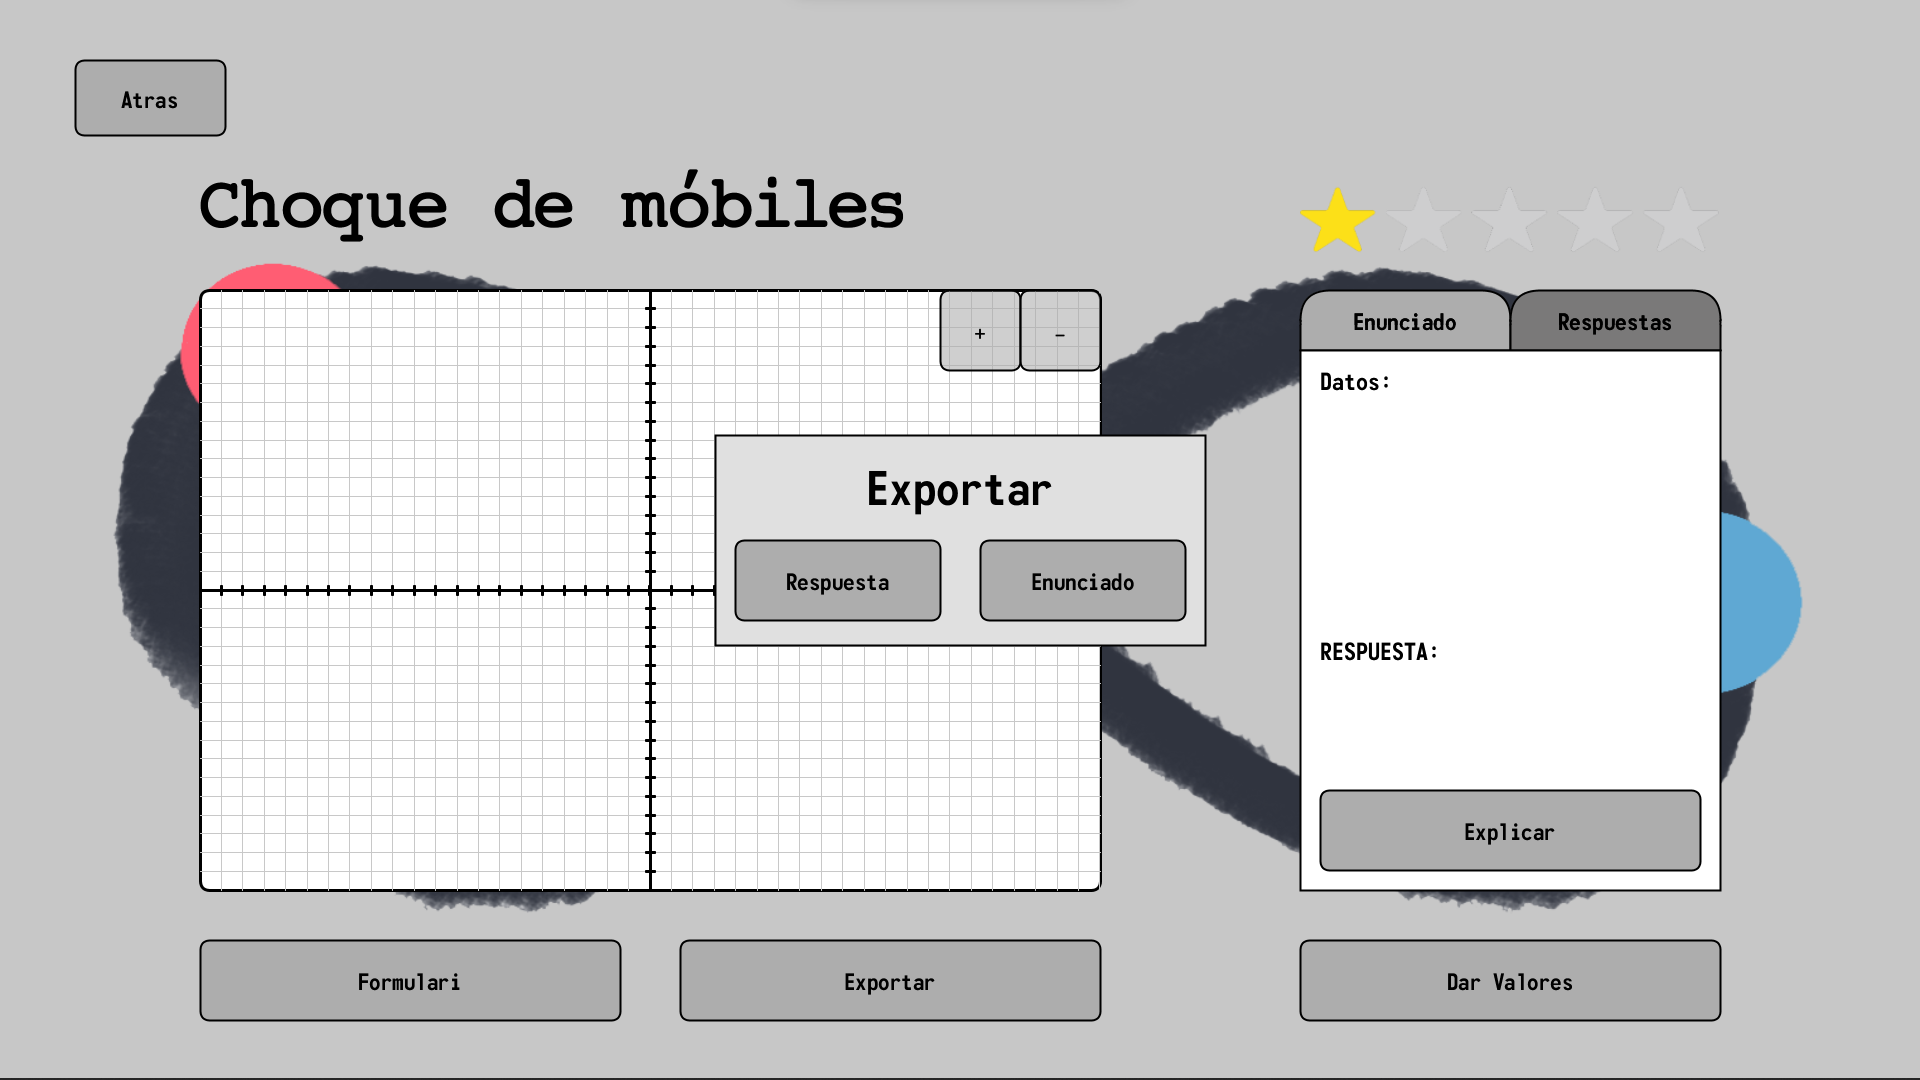 Atras
Choque de móbiles
+
-
Enunciado
Respuestas
Datos:
Exportar
Respuesta
Enunciado
RESPUESTA:
Explicar
Formulari
Exportar
Dar Valores